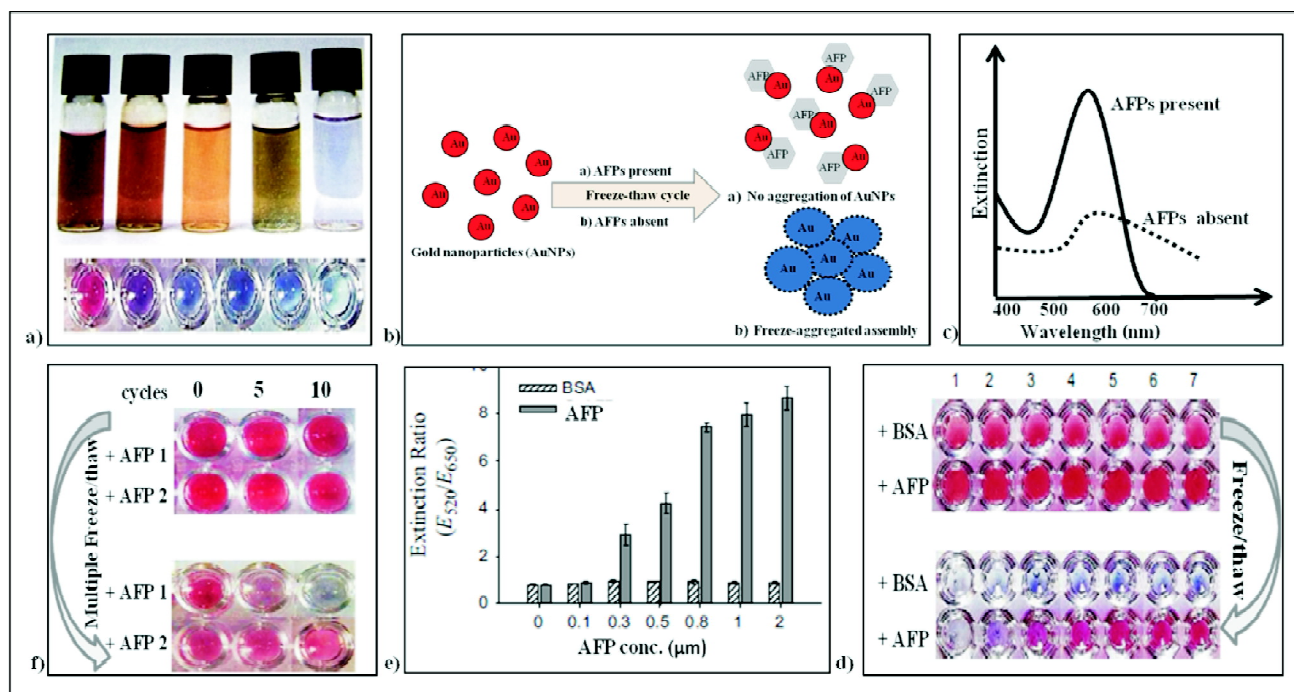 a)
AFP
Au
AFP
Au
Au
AFP
Au
AFP
Au
Au
AFP
Au
AFP
Au
Au
Au
Au
Au
Au
Au
a) AFPs present
Freeze-thaw cycle
b) AFPs absent
Gold nanoparticles (AuNPs)
a) No aggregation of AuNPs
Au
Au
Au
Au
Au
Au
Au
b) Freeze-aggregated assembly
b)
Extinction
AFPs present
AFPs absent
400 500 600 700
Wavelength (nm)
c)
cycles 0 5 10
+ AFP 1
+ AFP 2
Multiple Freeze/thaw
+ AFP 1
+ AFP 2
f)
BSA
AFP
Extinction Ratio
(E520/E650)
8
6
4
2
0
0 0.1 0.3 0.5 0.8 1 2
AFP conc. (μm)
e)
1 2 3 4 5 6 7
+ BSA
+ AFP
Freeze/thaw
+ BSA
+ AFP
d)